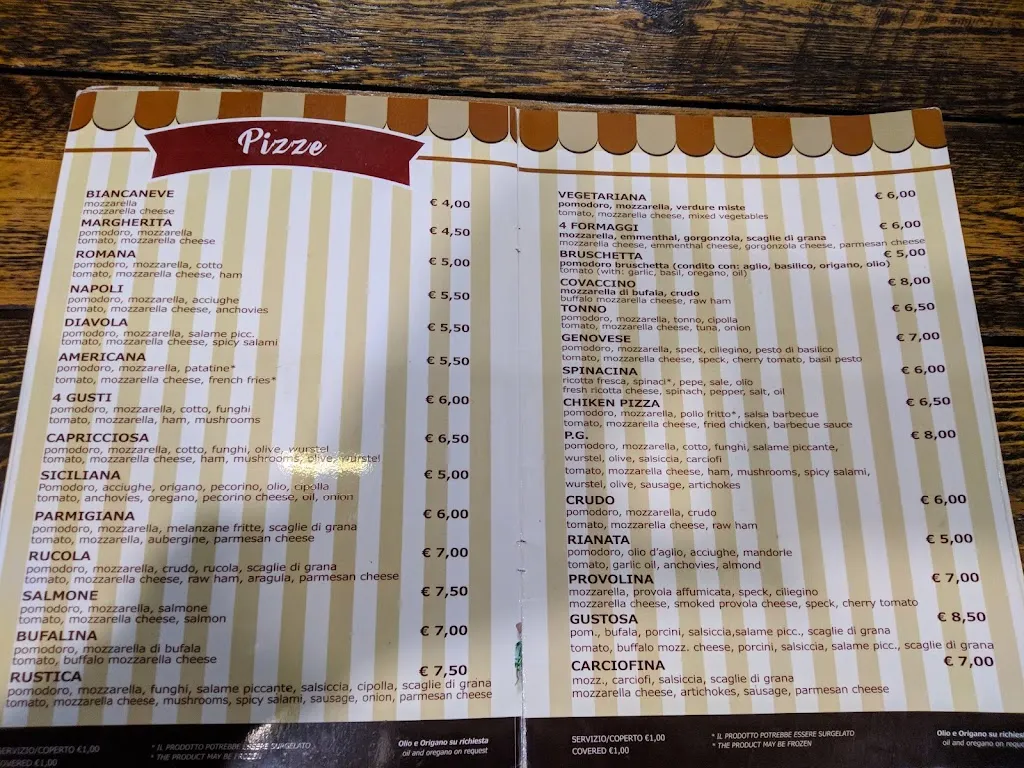 Pizze
BIANCANEVE € 4,00
mozzarella
mozzarella cheese
MARGHERITA € 4,50
pomodoro, mozzarella
tomato, mozzarella cheese
ROMANA € 5,00
pomodoro, mozzarella, cotto
tomato, mozzarella cheese, ham
NAPOLI € 5,50
pomodoro, mozzarella, acciughe
tomato, mozzarella cheese, anchovies
DIAVOLA € 5,50
pomodoro, mozzarella, salame picc.
tomato, mozzarella cheese, spicy salami
AMERICANA € 5,50
pomodoro, mozzarella, patatine*
tomato, mozzarella cheese, french fries*
4 GUSTI € 6,00
pomodoro, mozzarella, cotto, funghi
tomato, mozzarella, ham, mushrooms
CAPRICCIOSA € 6,50
pomodoro, mozzarella, cotto, funghi, olive, wurstel
tomato, mozzarella cheese, ham, mushrooms, olive, wurstel
SICILIANA € 5,00
Pomodoro, acciughe, origano, pecorino, olio, cipolla
tomato, anchovies, oregano, pecorino cheese, oil, onion
PARMIGIANA € 6,00
pomodoro, mozzarella, melanzane fritte, scaglie di grana
tomato, mozzarella, aubergine, parmesan cheese
RUCOLA € 7,00
pomodoro, mozzarella, crudo, rucola, scaglie di grana
tomato, mozzarella cheese, raw ham, aragula, parmesan cheese
SALMONE € 7,50
pomodoro, mozzarella, salmone
tomato, mozzarella cheese, salmon
BUFALINA € 7,00
pomodoro, mozzarella di bufala
tomato, buffalo mozzarella cheese
RUSTICA € 7,50
pomodoro, mozzarella, funghi, salame piccante, salsiccia, cipolla, scaglie di grana
tomato, mozzarella cheese, mushrooms, spicy salami, sausage, onion, parmesan cheese
SERVIZIO/COPERTO €1,00
COVERED €1,00
* IL PRODOTTO POTREBBE ESSERE SURGELATO
* THE PRODUCT MAY BE FROZEN
Olio e Origano su richiesta
oil and oregano on request
VEGETARIANA € 6,00
pomodoro, mozzarella, verdure miste
tomato, mozzarella cheese, mixed vegetables
4 FORMAGGI € 6,00
mozzarella, emmenthal, gorgonzola, scaglie di grana
mozzarella cheese, emmenthal cheese, gorgonzola cheese, parmesan cheese
BRUSCHETTA € 5,00
pomodoro bruschetta (condito con: aglio, basilico, origano, olio)
tomato (with: garlic, basil, oregano, oil)
COVACCINO € 8,00
mozzarella di bufala, crudo
buffalo mozzarella cheese, raw ham
TONNO € 6,50
pomodoro, mozzarella, tonno, cipolla
tomato, mozzarella cheese, tuna, onion
GENOVESE € 7,00
pomodoro, mozzarella, speck, ciliegino, pesto di basilico
tomato, mozzarella cheese, speck, cherry tomato, basil pesto
SPINACINA € 6,00
ricotta fresca, spinaci*, pepe, sale, olio
fresh ricotta cheese, spinach, pepper, salt, oil
CHIKEN PIZZA € 6,50
pomodoro, mozzarella, pollo fritto*, salsa barbecue
tomato, mozzarella cheese, fried chicken, barbecue sauce
P.G. € 8,00
pomodoro, mozzarella, cotto, funghi, salame piccante,
wurstel, olive, salsiccia, carciofi
tomato, mozzarella cheese, ham, mushrooms, spicy salami,
wurstel, olive, sausage, artichokes
CRUDO € 6,00
pomodoro, mozzarella, crudo
tomato, mozzarella cheese, raw ham
RIANATA € 5,00
pomodoro, olio d'aglio, acciughe, mandorle
tomato, garlic oil, anchovies, almond
PROVOLINA € 7,00
mozzarella, provola affumicata, speck, ciliegino
mozzarella cheese, smoked provola cheese, speck, cherry tomato
GUSTOSA € 8,50
pom., bufala, porcini, salsiccia,salame picc., scaglie di grana
tomato, buffalo mozz. cheese, porcini, salsiccia, salame picc., scaglie di grana
CARCIOFINA € 7,00
mozz., carciofi, salsiccia, scaglie di grana
mozzarella cheese, artichokes, sausage, parmesan cheese
SERVIZIO/COPERTO €1,00
COVERED €1,00
* IL PRODOTTO POTREBBE ESSERE SURGELATO
* THE PRODUCT MAY BE FROZEN
Olio e Origano su richiesta
oil and oregano on request